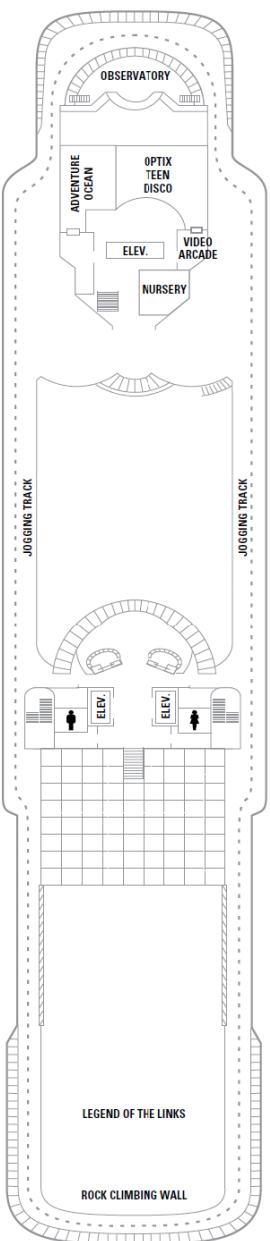 OBSERVATORY
ADVENTURE
OCEAN
OPTIX
TEEN
DISCO
ELEV.
VIDEO
ARCADE
NURSERY
JOGGING TRACK
JOGGING TRACK
ELEV.
ELEV.
LEGEND OF THE LINKS
ROCK CLIMBING WALL